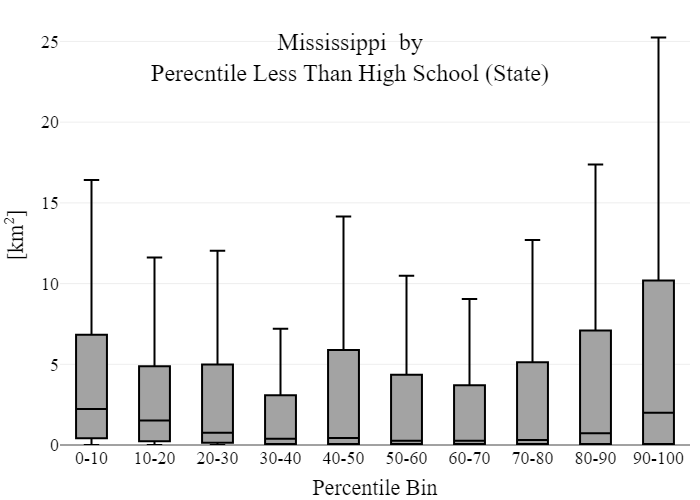 Mississippi by
Perecntile Less Than High School (State)
25
20
15
10
5
0
[km²]
0-10 10-20 20-30 30-40 40-50 50-60 60-70 70-80 80-90 90-100
Percentile Bin